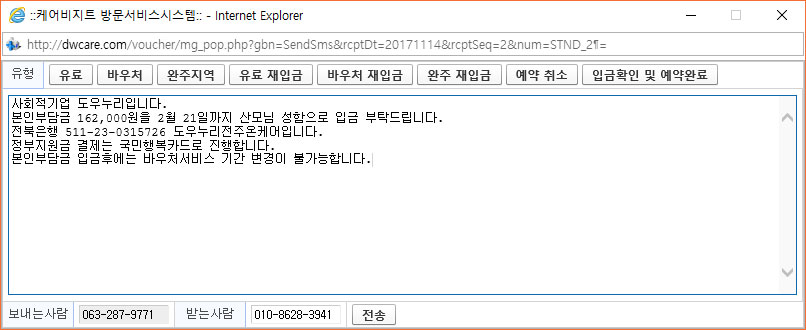 ::케어비지트 방문서비스시스템:: - Internet Explorer
http://dwcare.com/voucher/mg_pop.php?gbn=SendSms&rcptDt=20171114&rcptSeq=2&num=STND_2¶=
유형 유료 바우처 완주지역 유료 재입금 바우처 재입금 완주 재입금 예약 취소 입금확인 및 예약완료
사회적기업 도우누리입니다.
본인부담금 162,000원을 2월 21일까지 산모님 성함으로 입금 부탁드립니다.
전북은행 511-23-0315726 도우누리전주온케어입니다.
정부지원금 결제는 국민행복카드로 진행합니다.
본인부담금 입금후에는 바우처서비스 기간 변경이 불가능합니다.
보내는사람 063-287-9771 받는사람 010-8628-3941 전송